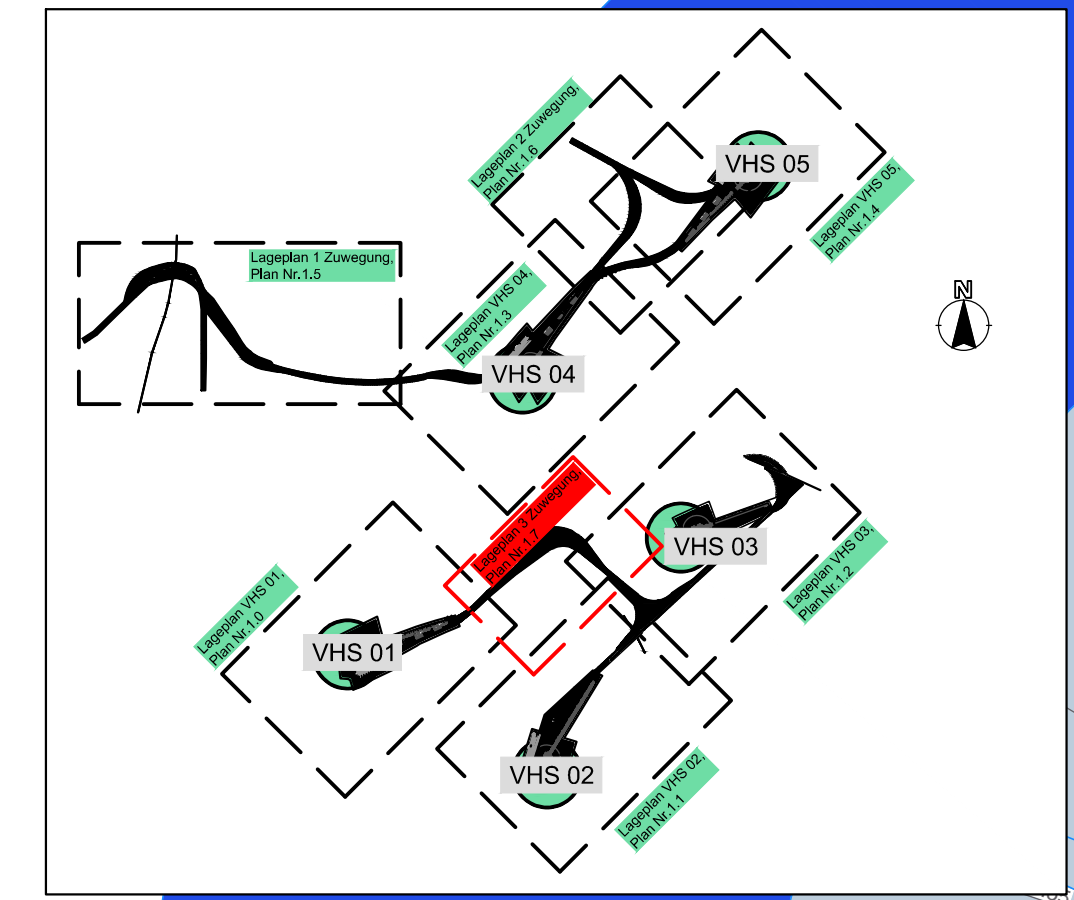 Lageplan 2 Zuwegung,
Plan Nr.1.6
VHS 05
Lageplan VHS 05,
Plan Nr.1.4
Lageplan 1 Zuwegung,
Plan Nr.1.5
Lageplan VHS 04,
Plan Nr.1.3
N
VHS 04
Lageplan 3 Zuwegung,
Plan Nr.1.7
VHS 03
Lageplan VHS 03,
Plan Nr.1.2
Lageplan VHS 01,
Plan Nr.1.0
VHS 01
VHS 02
Lageplan VHS 02,
Plan Nr.1.1